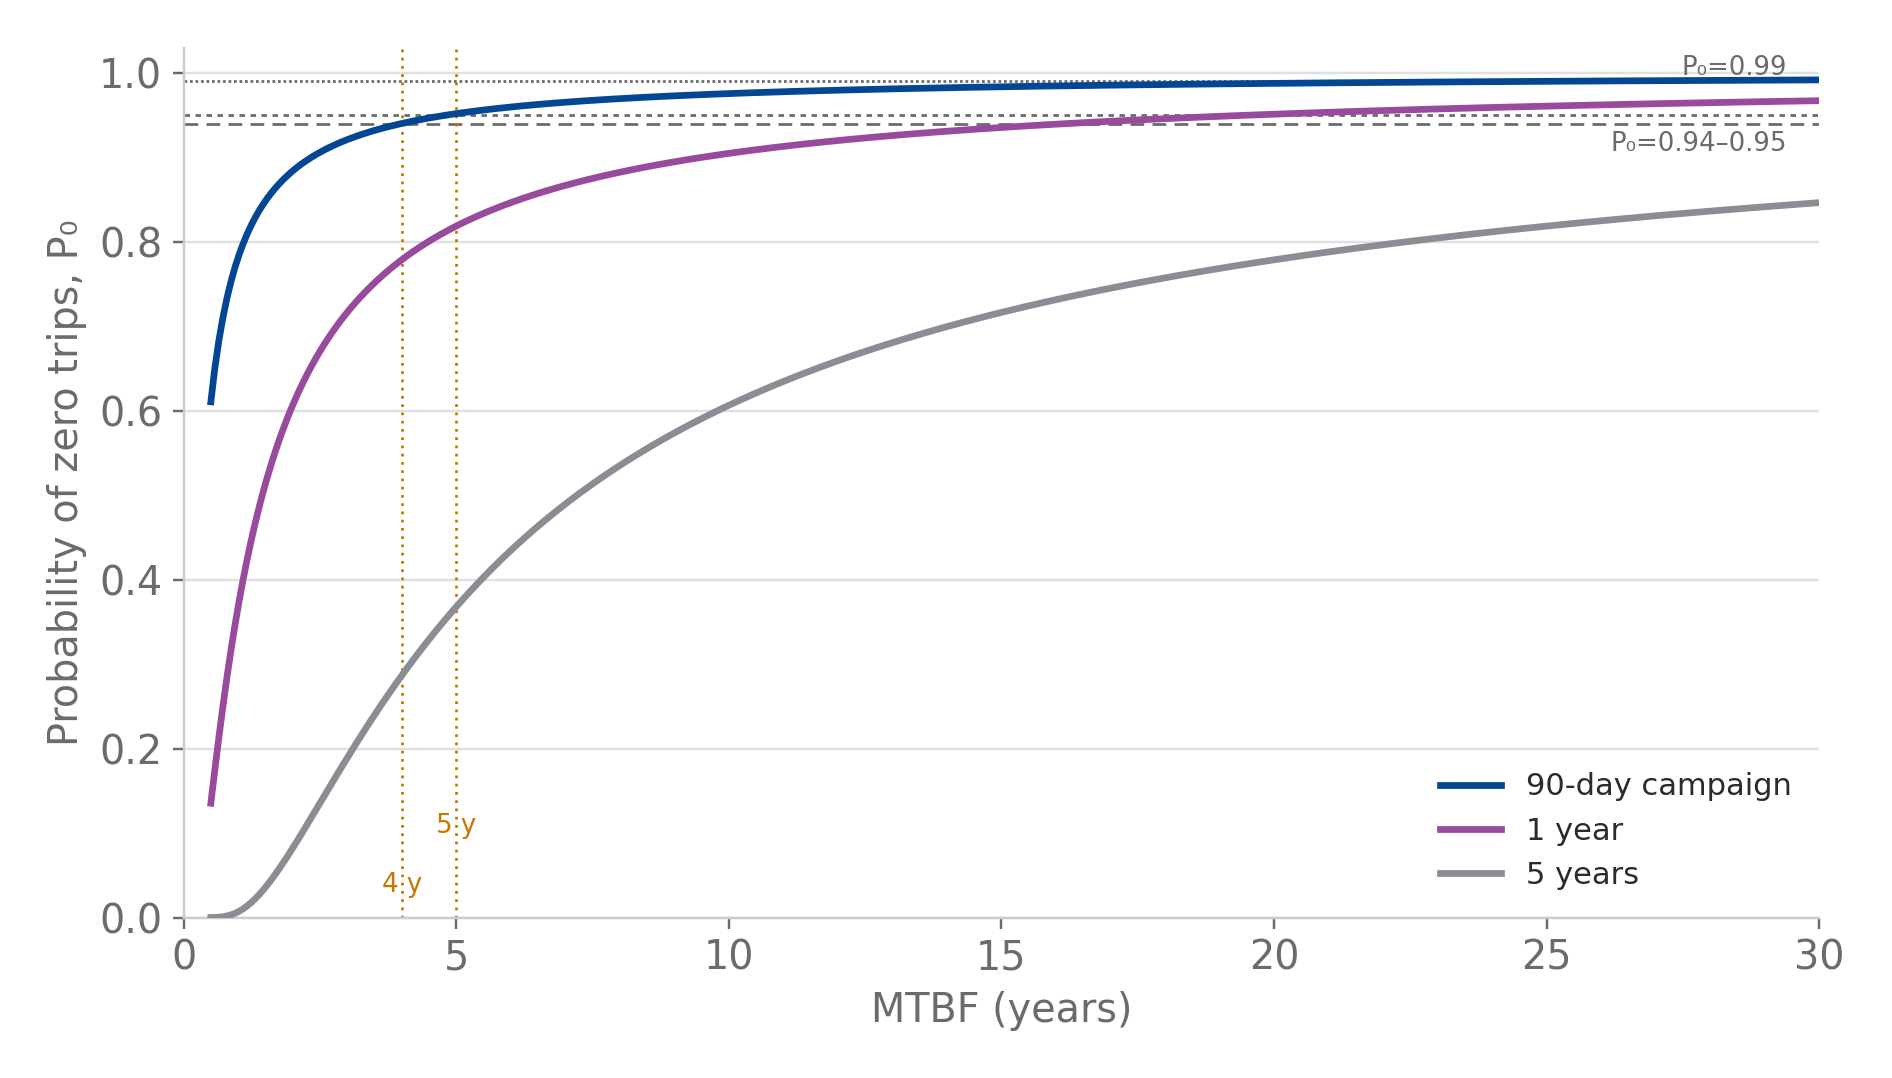 P₀=0.99
P₀=0.94–0.95
1.0
0.8
0.6
0.4
0.2
0.0
Probability of zero trips, P₀
5 y
4 y
90-day campaign
1 year
5 years
0 5 10 15 20 25 30
MTBF (years)